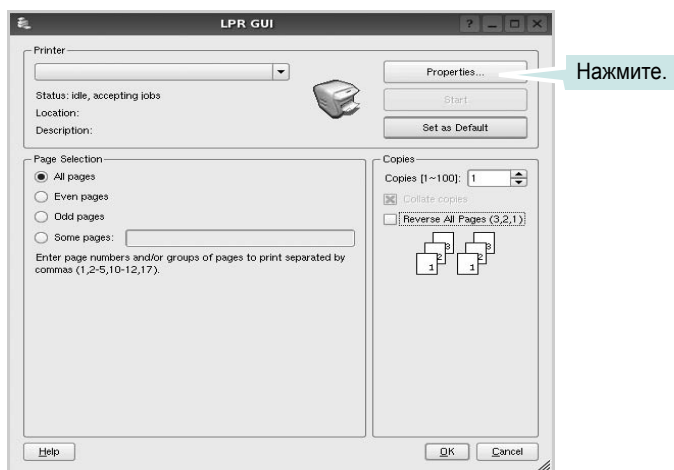 LPR GUI
Printer
Properties...
Нажмите.
Status: idle, accepting jobs
Start
Location:
Description:
Set as Default
Page Selection
All pages
Even pages
Odd pages
Some pages:
Enter page numbers and/or groups of pages to print separated by
commas (1,2-5,10-12,17).
Copies
Copies [1~100]: 1
Collate copies
Reverse All Pages (3,2,1)
3 3
2 2
1 1
Help
OK
Cancel